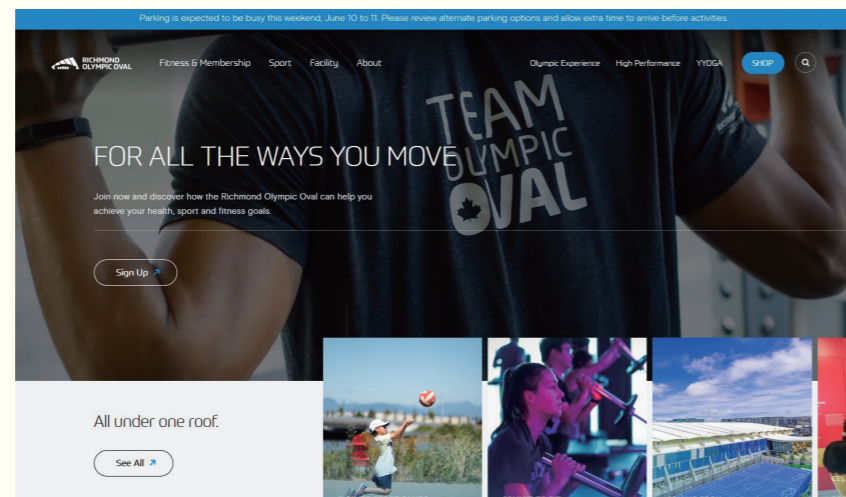 Parking is expected to be busy this weekend, June 10 to 11. Please review alternate parking options and allow extra time to arrive before activities.
RICHMOND
OLYMPIC OVAL
Fitness & Membership Sport Facility About
Olympic Experience High Performance YYOGA SHOP
TEAM
OLYMPIC
OVAL
FOR ALL THE WAYS YOU MOVE
Join now and discover how the Richmond Olympic Oval can help you
achieve your health, sport and fitness goals.
Sign Up
All under one roof.
See All